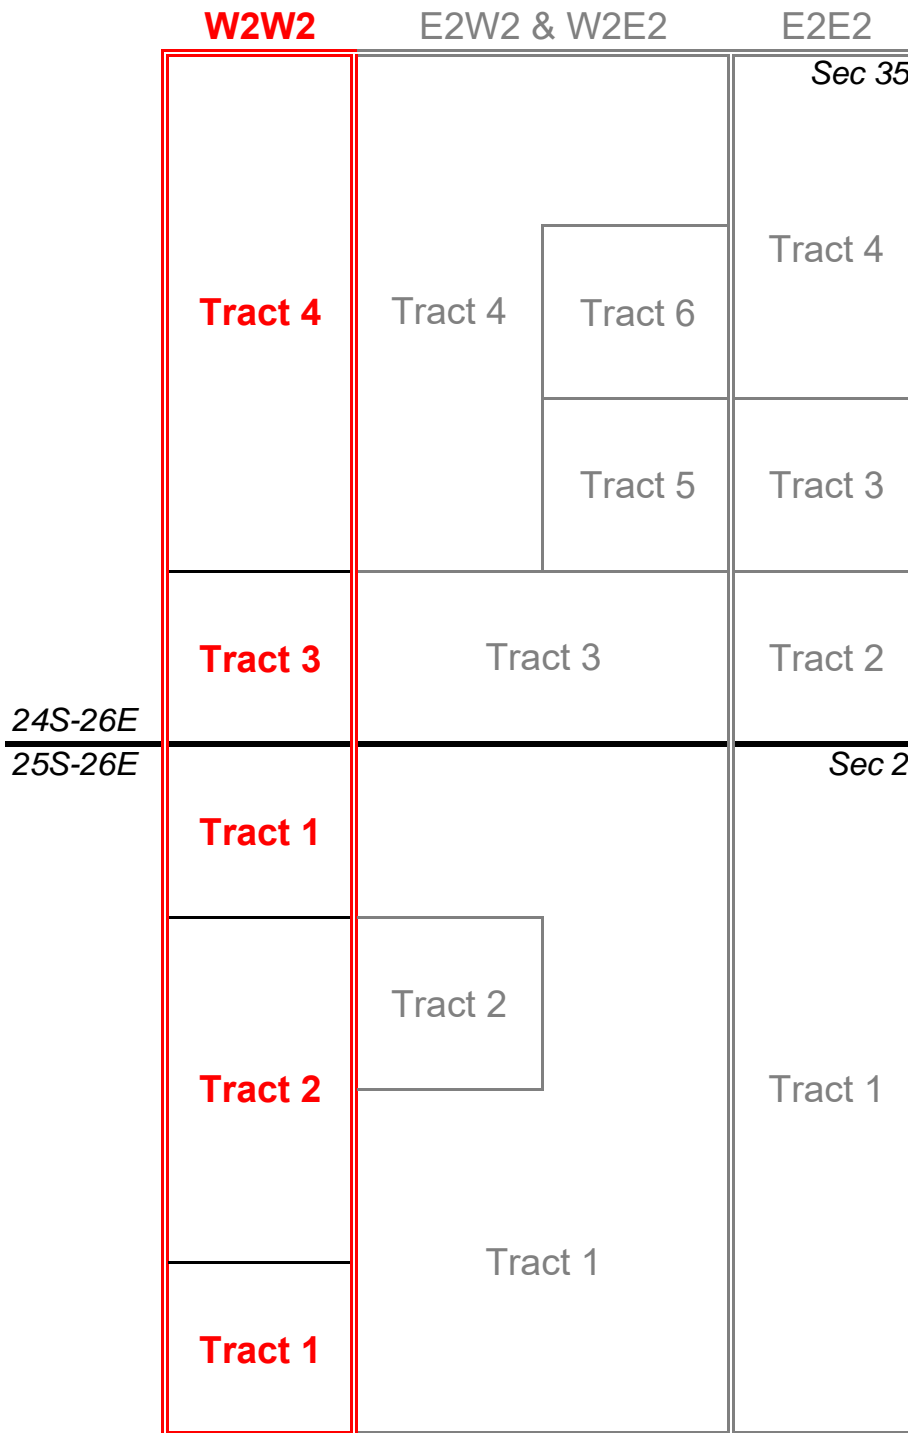 W2W2 E2W2 & W2E2 E2E2
Sec 35
Tract 4
Tract 4 Tract 4 Tract 6
Tract 5 Tract 3
Tract 3 Tract 3 Tract 2
24S-26E
25S-26E Sec 2
Tract 1
Tract 2
Tract 2 Tract 1
Tract 1
Tract 1